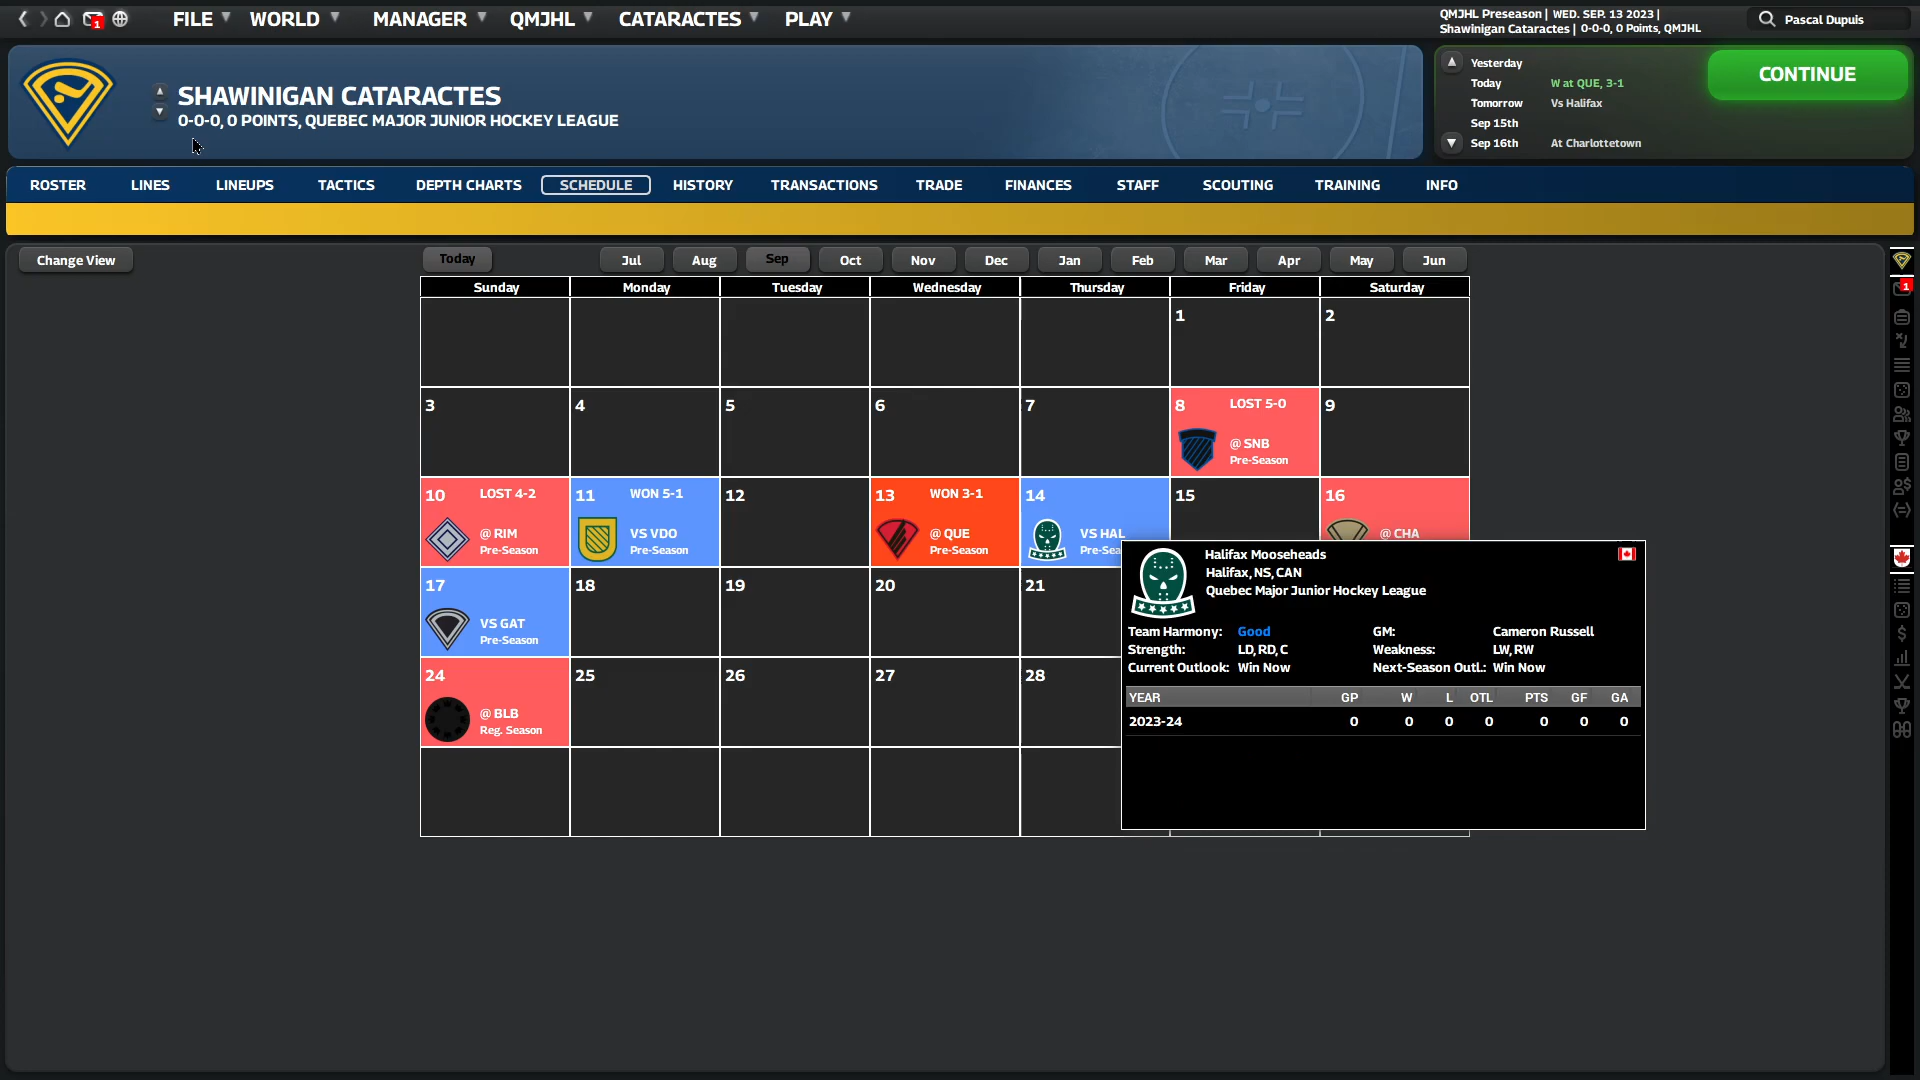 1
FILE
WORLD
MANAGER
QMJHL
CATARACTES
PLAY
QMJHL Preseason | WED. SEP. 13 2023 |
Shawinigan Cataractes | 0-0-0, 0 Points, QMJHL
Pascal Dupuis
SHAWINIGAN CATARACTES
0-0-0, 0 POINTS, QUEBEC MAJOR JUNIOR HOCKEY LEAGUE
Yesterday
Today W at QUE, 3-1
Tomorrow Vs Halifax
Sep 15th
Sep 16th At Charlottetown
CONTINUE
ROSTER LINES LINEUPS TACTICS DEPTH CHARTS SCHEDULE HISTORY TRANSACTIONS TRADE FINANCES STAFF SCOUTING TRAINING INFO
Change View
Today Jul Aug Sep Oct Nov Dec Jan Feb Mar Apr May Jun
Sunday Monday Tuesday Wednesday Thursday Friday Saturday
1 2
3 4 5 6 7 8 LOST 5-0 9
@ SNB
Pre-Season
10 LOST 4-2 11 WON 5-1 12 13 WON 3-1 14 15 16
@ RIM VS VDO @ QUE VS HAL @ CHA
Pre-Season Pre-Season Pre-Season Pre-Sea
17 18 19 20 21
VS GAT
Pre-Season
24 25 26 27 28
@ BLB
Reg. Season
Halifax Mooseheads
Halifax, NS, CAN
Quebec Major Junior Hockey League
Team Harmony: Good GM: Cameron Russell
Strength: LD, RD, C Weakness: LW, RW
Current Outlook: Win Now Next-Season Outl.: Win Now
YEAR GP W L OTL PTS GF GA
2023-24 0 0 0 0 0 0 0
1